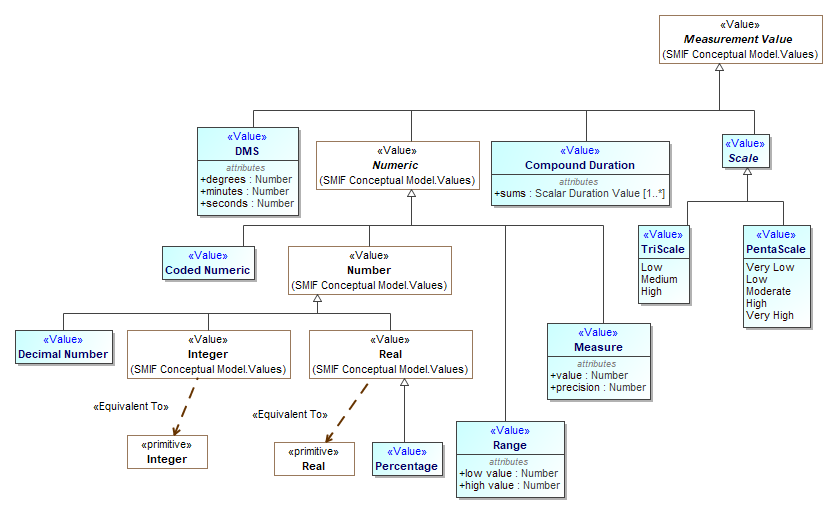 «Value»
Measurement Value
(SMIF Conceptual Model.Values)
«Value»
DMS
attributes
+degrees : Number
+minutes : Number
+seconds : Number
«Value»
Numeric
(SMIF Conceptual Model.Values)
«Value»
Compound Duration
attributes
+sums : Scalar Duration Value [1..*]
«Value»
Scale
«Value»
TriScale
Low
Medium
High
«Value»
PentaScale
Very Low
Low
Moderate
High
Very High
«Value»
Coded Numeric
«Value»
Number
(SMIF Conceptual Model.Values)
«Value»
Decimal Number
«Value»
Integer
(SMIF Conceptual Model.Values)
«Value»
Real
(SMIF Conceptual Model.Values)
«Value»
Measure
attributes
+value : Number
+precision : Number
«Equivalent To»
«Equivalent To»
«primitive»
Integer
«primitive»
Real
«Value»
Percentage
«Value»
Range
attributes
+low value : Number
+high value : Number